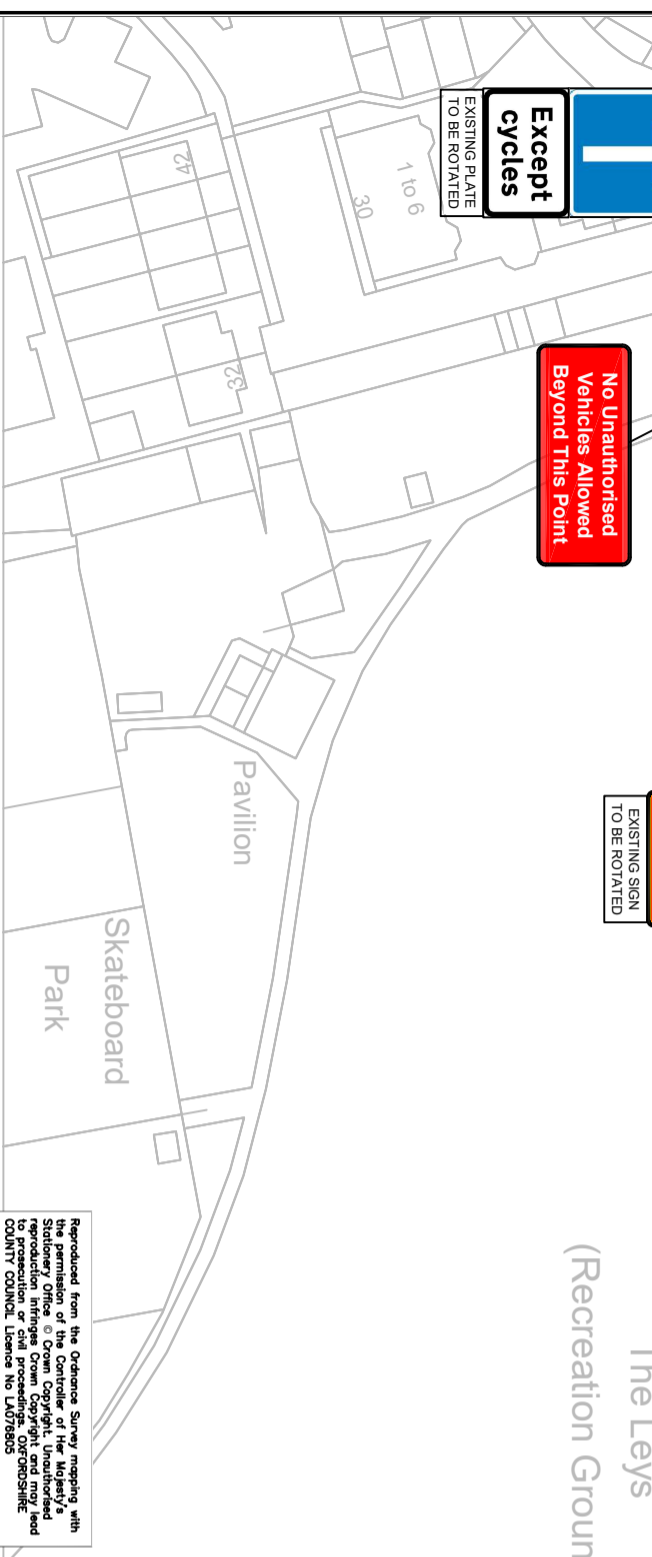 Except
cycles
EXISTING PLATE
TO BE ROTATED
1 to 6
30
42
32
No Unauthorised
Vehicles Allowed
Beyond This Point
EXISTING SIGN
TO BE ROTATED
Pavilion
Skateboard
Park
The Leys
(Recreation Groun
Reproduced from the Ordnance Survey mapping with
the permission of the Controller of Her Majesty's
Stationery Office © Crown Copyright. Unauthorised
reproduction infringes Crown Copyright and may lead
to prosecution or civil proceedings. OXFORDSHIRE
COUNTY COUNCIL Licence No LA076805